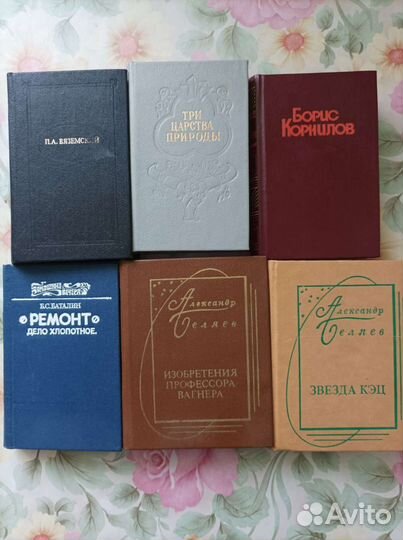 П.А. ВЯЗЕМСКИЙ
ТРИ
ЦАРСТВА
ПРИРОДЫ
Борис
Корнилов
Б.С.БАТАЛИН
РЕМОНТ
ДЕЛО ХЛОПОТНОЕ.
Александр
Беляев
ИЗОБРЕТЕНИЯ
ПРОФЕССОРА
ВАГНЕРА
Александр
Беляев
ЗВЕЗДА КЭЦ
Avito